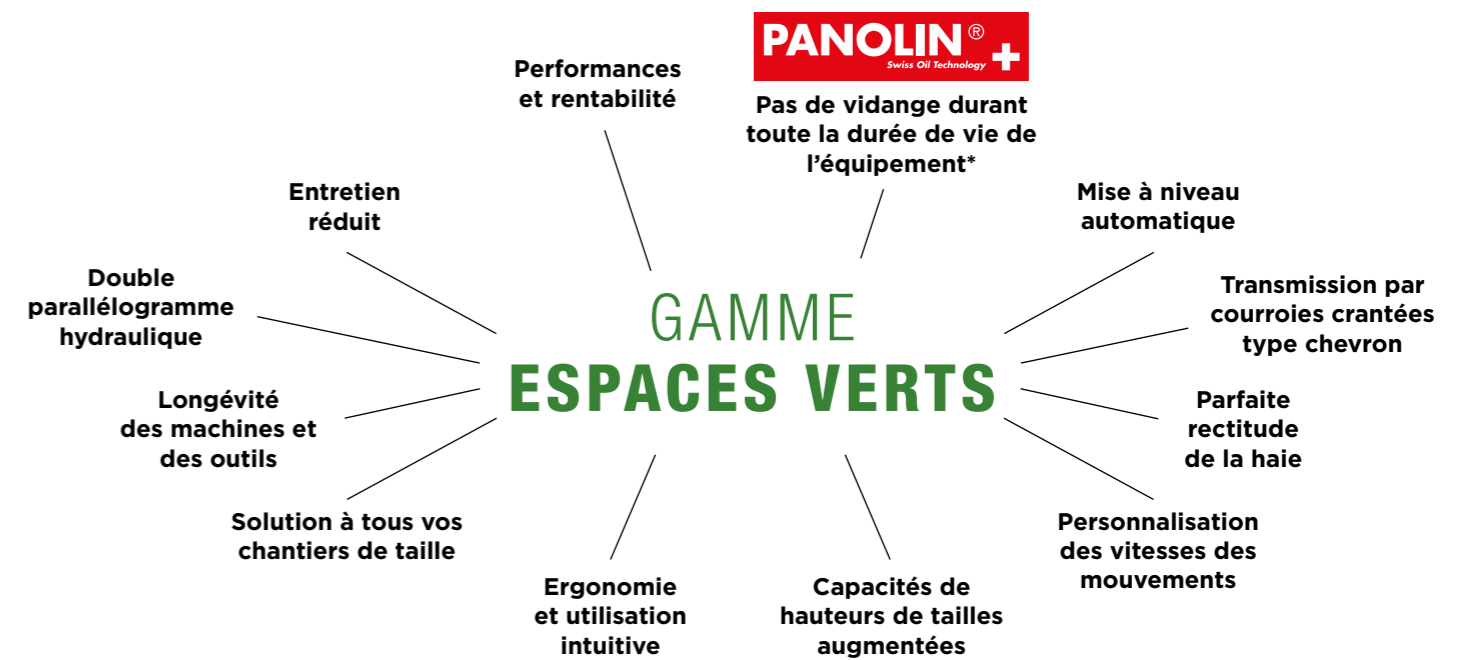 PANOLIN®
Swiss Oil Technology
Performances
et rentabilité
Pas de vidange durant
toute la durée de vie de
l’équipement*
Entretien
réduit
Mise à niveau
automatique
Double
parallélogramme
hydraulique
Transmission par
courroies crantées
type chevron
GAMME
ESPACES VERTS
Longévité
des machines et
des outils
Parfaite
rectitude
de la haie
Solution à tous vos
chantiers de taille
Personnalisation
des vitesses des
mouvements
Ergonomie
et utilisation
intuitive
Capacités de
hauteurs de tailles
augmentées